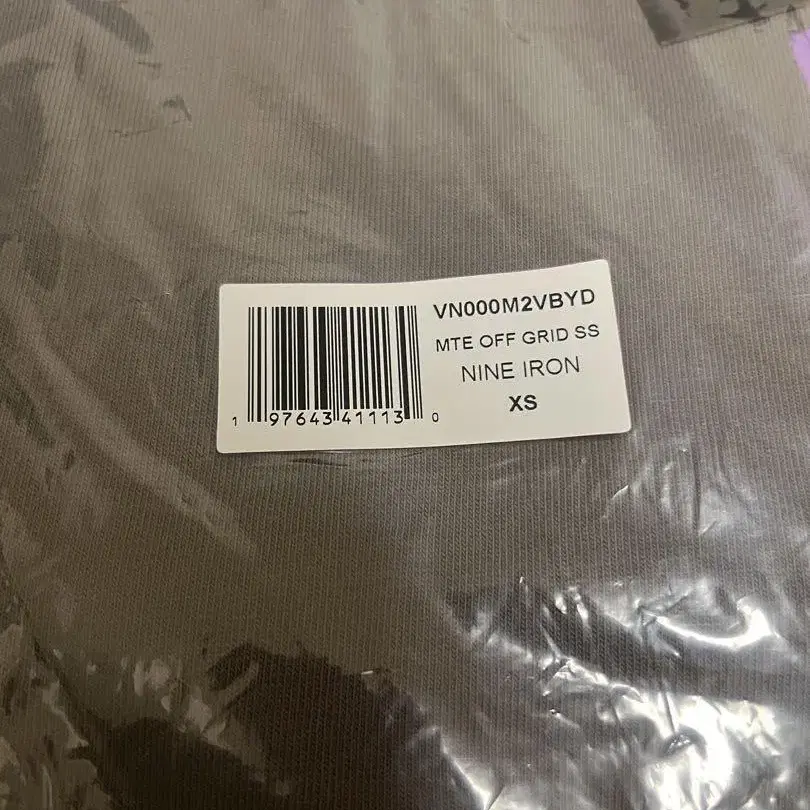 VN000M2VBYD
MTE OFF GRID SS
NINE IRON
XS
1 97643 41113 0